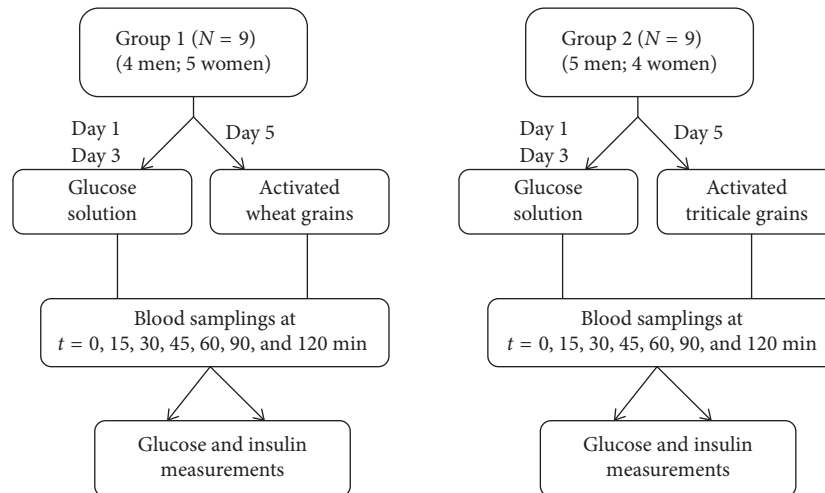 Group 1 (N = 9)
(4 men; 5 women)
Day 1
Day 3
Day 5
Glucose
solution
Activated
wheat grains
Blood samplings at
t = 0, 15, 30, 45, 60, 90, and 120 min
Glucose and insulin
measurements
Group 2 (N = 9)
(5 men; 4 women)
Day 1
Day 3
Day 5
Glucose
solution
Activated
triticale grains
Blood samplings at
t = 0, 15, 30, 45, 60, 90, and 120 min
Glucose and insulin
measurements